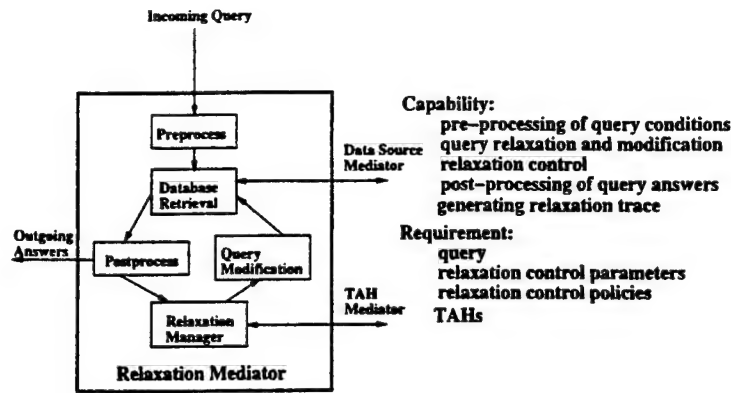 Incoming Query
Preprocess
Database
Retrieval
Data Source
Mediator
Outgoing
Answers
Postprocess
Query
Modification
TAH
Mediator
Relaxation
Manager
Relaxation Mediator
Capability:
pre-processing of query conditions
query relaxation and modification
relaxation control
post-processing of query answers
generating relaxation trace
Requirement:
query
relaxation control parameters
relaxation control policies
TAHs